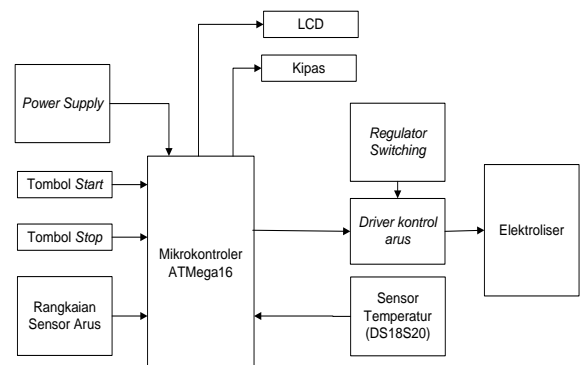 LCD
Kipas
Power Supply
Regulator
Switching
Tombol Start
Tombol Stop
Mikrokontroler
ATMega16
Driver kontrol
arus
Elektroliser
Rangkaian
Sensor Arus
Sensor
Temperatur
(DS18S20)